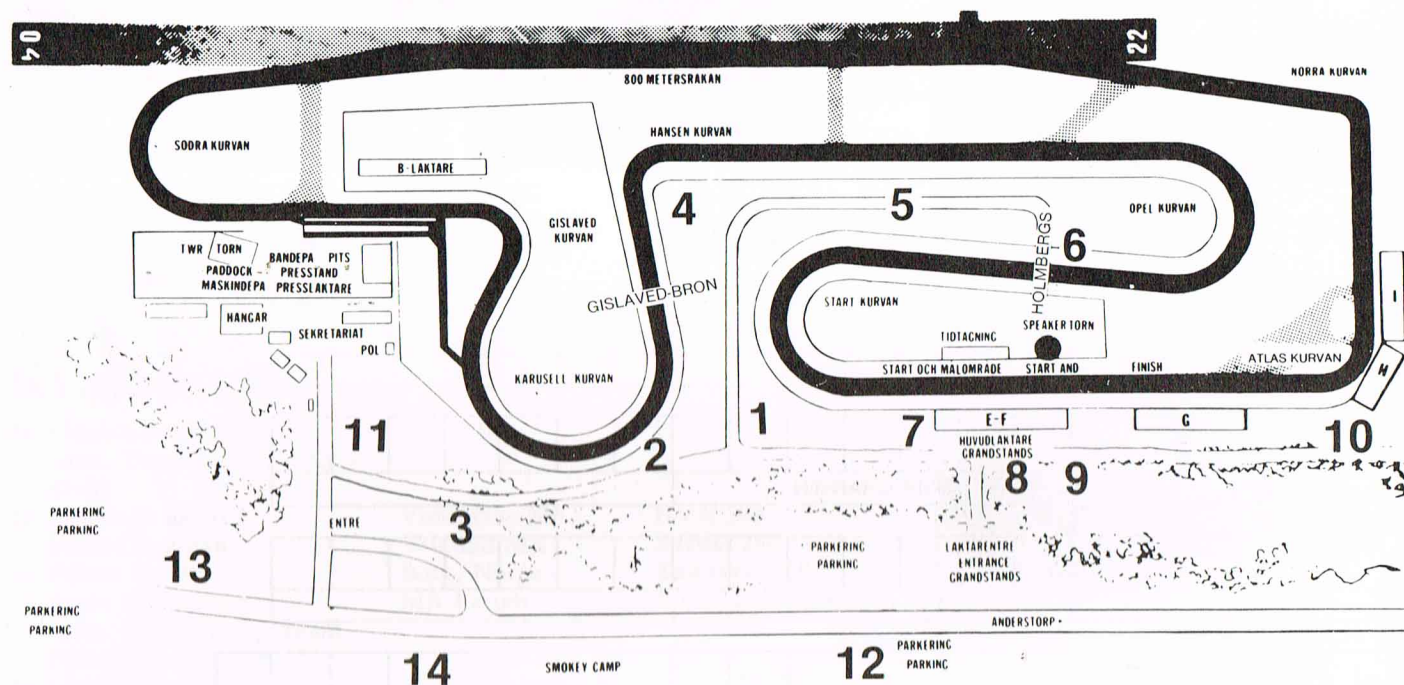 04
22
800 METERSRAKAN
NORRA KURVAN
SODRA KURVAN
HANSEN KURVAN
B-LAKTARE
4
5
OPEL KURVAN
GISLAVED
KURVAN
HOLMBERGS
6
TWR TORN
BANDEPA PITS
PADDOCK PRESSTAND
MASKINDEPA PRESSLAKTARE
GISLAVED-BRON
START KURVAN
I
HANGAR
SEKRETARIAT
SPEAKER TORN
TIDTAGNING
POL
KARUSELL KURVAN
START OCH MALOMRADE
START AND
FINISH
ATLAS KURVAN
H
11
2
1
7
E-F
G
10
HUVUDLAKTARE
GRANDSTANDS
8
9
3
PARKERING
PARKING
ENTRE
13
PARKERING
PARKING
LAKTARENTRE
ENTRANCE
GRANDSTANDS
PARKERING
PARKING
ANDERSTORP
14
SMOKEY CAMP
12
PARKERING
PARKING